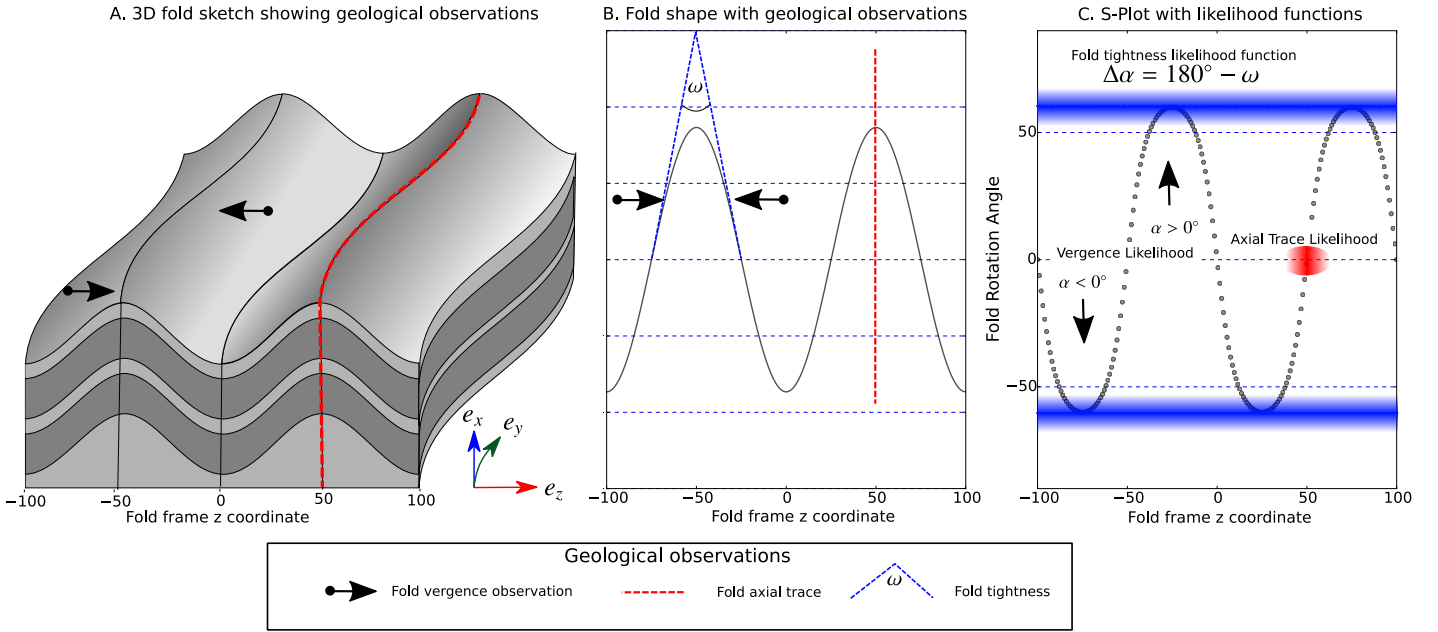 A. 3D fold sketch showing geological observations
B. Fold shape with geological observations
C. S-Plot with likelihood functions
e_x
e_y
e_z
−100
−50
0
50
100
Fold frame z coordinate
ω
−100
−50
0
50
100
Fold frame z coordinate
Fold tightness likelihood function
Δα = 180° − ω
50
0
−50
Fold Rotation Angle
α > 0°
Axial Trace Likelihood
Vergence Likelihood
α < 0°
−100
−50
0
50
100
Fold frame z coordinate
Geological observations
Fold vergence observation
Fold axial trace
ω
Fold tightness